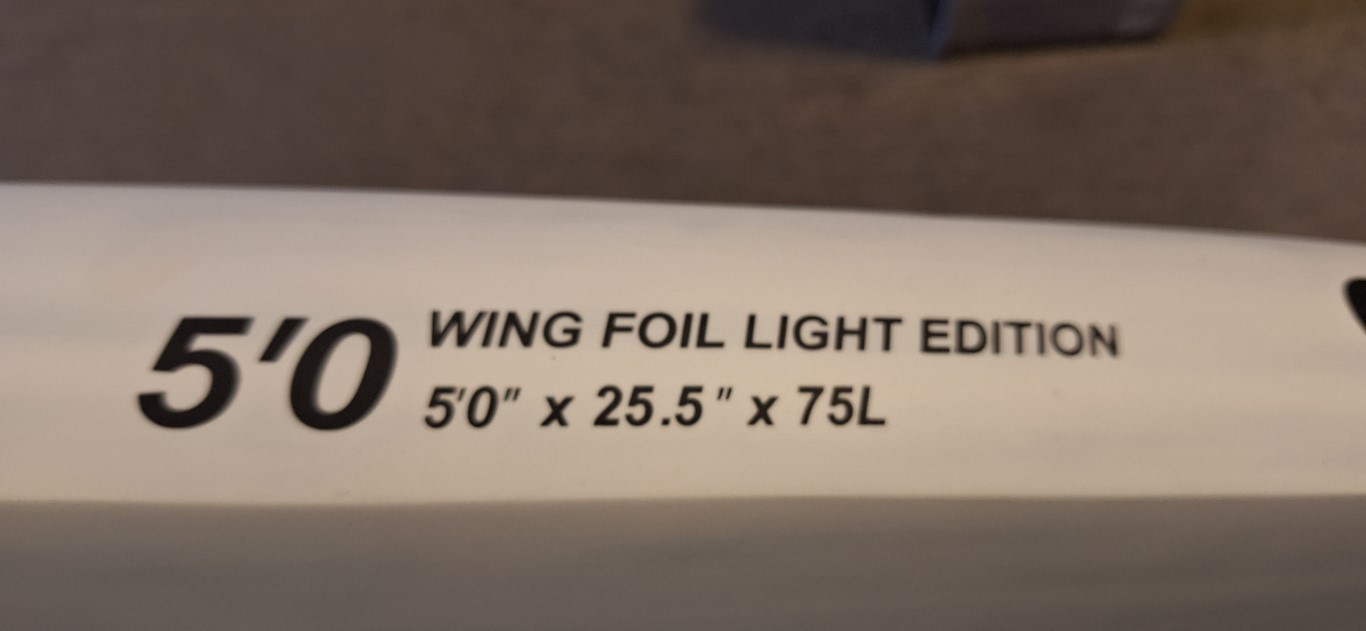 5'0
WING FOIL LIGHT EDITION
5'0" x 25.5" x 75L